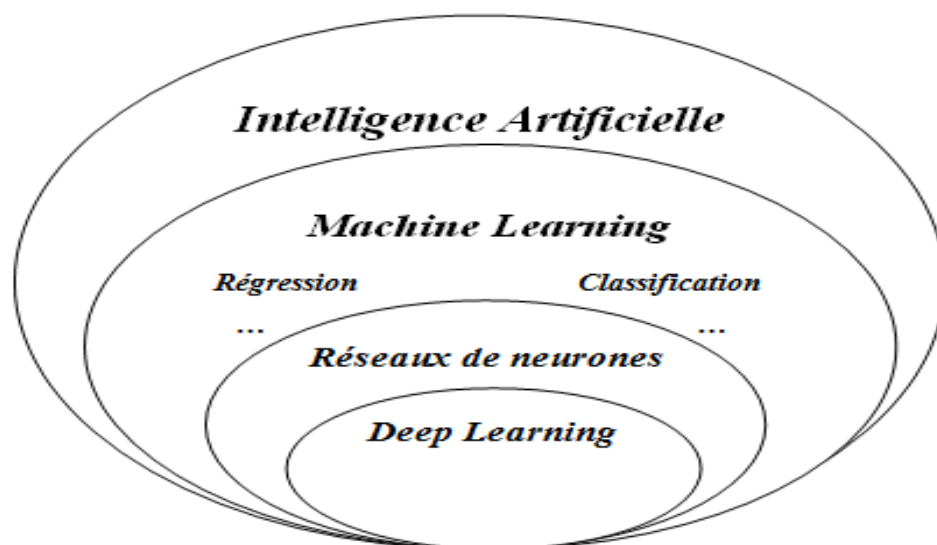 Intelligence Artificielle
Machine Learning
Régression
Classification
...
...
Réseaux de neurones
Deep Learning